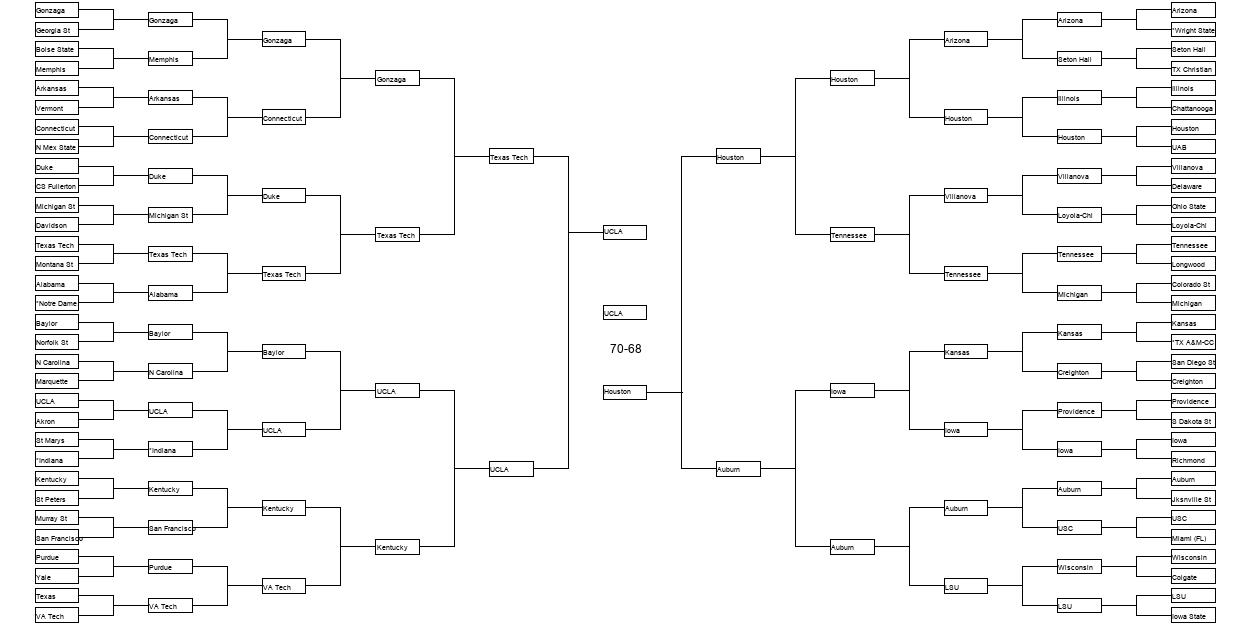 Gonzaga
Georgia St
Boise State
Memphis
Arkansas
Vermont
Connecticut
N Mex State
Duke
CS Fullerton
Michigan St
Davidson
Texas Tech
Montana St
Alabama
*Notre Dame
Baylor
Norfolk St
N Carolina
Marquette
UCLA
Akron
St Marys
*Indiana
Kentucky
St Peters
Murray St
San Francisco
Purdue
Yale
Texas
VA Tech
Gonzaga
Memphis
Arkansas
Connecticut
Duke
Michigan St
Texas Tech
Alabama
Baylor
N Carolina
UCLA
*Indiana
Kentucky
San Francisco
Purdue
VA Tech
Gonzaga
Connecticut
Duke
Texas Tech
Baylor
UCLA
Kentucky
VA Tech
Gonzaga
Texas Tech
UCLA
Kentucky
Texas Tech
UCLA
UCLA
UCLA
70-68
Houston
Houston
Auburn
Houston
Tennessee
Iowa
Auburn
Arizona
Houston
Villanova
Tennessee
Kansas
Iowa
Auburn
LSU
Arizona
Seton Hall
Illinois
Houston
Villanova
Loyola-Chi
Tennessee
Michigan
Kansas
Creighton
Providence
Iowa
Auburn
USC
Wisconsin
LSU
Arizona
*Wright State
Seton Hall
TX Christian
Illinois
Chattanooga
Houston
UAB
Villanova
Delaware
Ohio State
Loyola-Chi
Tennessee
Longwood
Colorado St
Michigan
Kansas
*TX A&M-CC
San Diego St
Creighton
Providence
S Dakota St
Iowa
Richmond
Auburn
Jksnville St
USC
Miami (FL)
Wisconsin
Colgate
LSU
Iowa State